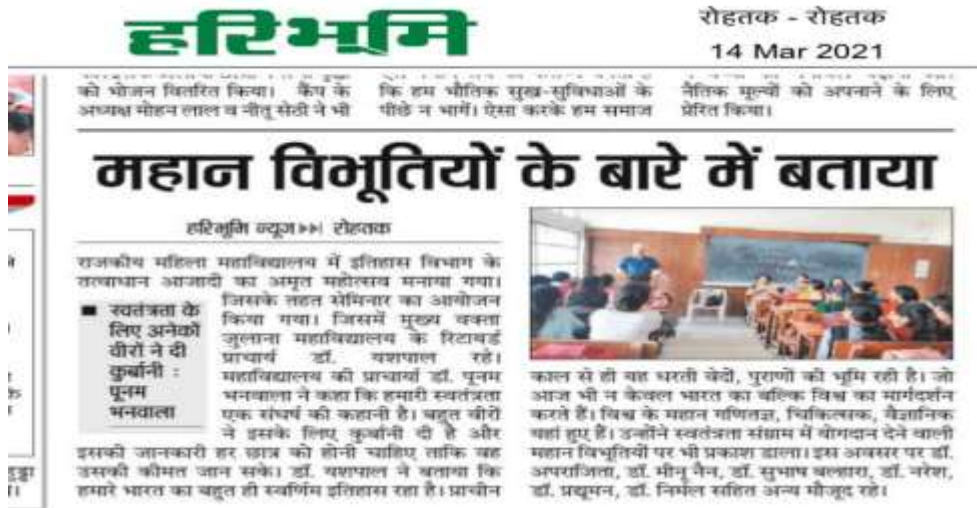 हरिभूमि
रोहतक - रोहतक
14 Mar 2021
को भोजन वितरित किया। कैंप के
अध्यक्ष मोहन लाल व नीतू सेठी ने भी
कि हम भौतिक सुख-सुविधाओं के
पीछे न भागें। ऐसा करके हम समाज
नैतिक मूल्यों को अपनाने के लिए
प्रेरित किया।
महान विभूतियों के बारे में बताया
हरिभूमि न्यूज ▸▸| रोहतक
राजकीय महिला महाविद्यालय में इतिहास विभाग के
तत्वाधान आजादी का अमृत महोत्सव मनाया गया।
जिसके तहत सेमिनार का आयोजन
किया गया। जिसमें मुख्य वक्ता
जुलाना महाविद्यालय के रिटायर्ड
प्राचार्य डॉ. यशपाल रहे।
महाविद्यालय की प्राचार्या डॉ. पूनम
भनवाला ने कहा कि हमारी स्वतंत्रता
एक संघर्ष की कहानी है। बहुत वीरों
ने इसके लिए कुर्बानी दी है और
इसकी जानकारी हर छात्र को होनी चाहिए ताकि वह
उसकी कीमत जान सके। डॉ. यशपाल ने बताया कि
हमारे भारत का बहुत ही स्वर्णिम इतिहास रहा है। प्राचीन
■ स्वतंत्रता के
लिए अनेकों
वीरों ने दी
कुर्बानी :
पूनम
भनवाला
काल से ही यह धरती वेदों, पुराणों की भूमि रही है। जो
आज भी न केवल भारत का बल्कि विश्व का मार्गदर्शन
करते हैं। विश्व के महान गणितज्ञ, चिकित्सक, वैज्ञानिक
यहां हुए हैं। उन्होंने स्वतंत्रता संग्राम में योगदान देने वाली
महान विभूतियों पर भी प्रकाश डाला। इस अवसर पर डॉ.
अपराजिता, डॉ. मीनू नैन, डॉ. सुभाष बल्हारा, डॉ. नरेश,
डॉ. प्रद्यूमन, डॉ. निर्मल सहित अन्य मौजूद रहे।